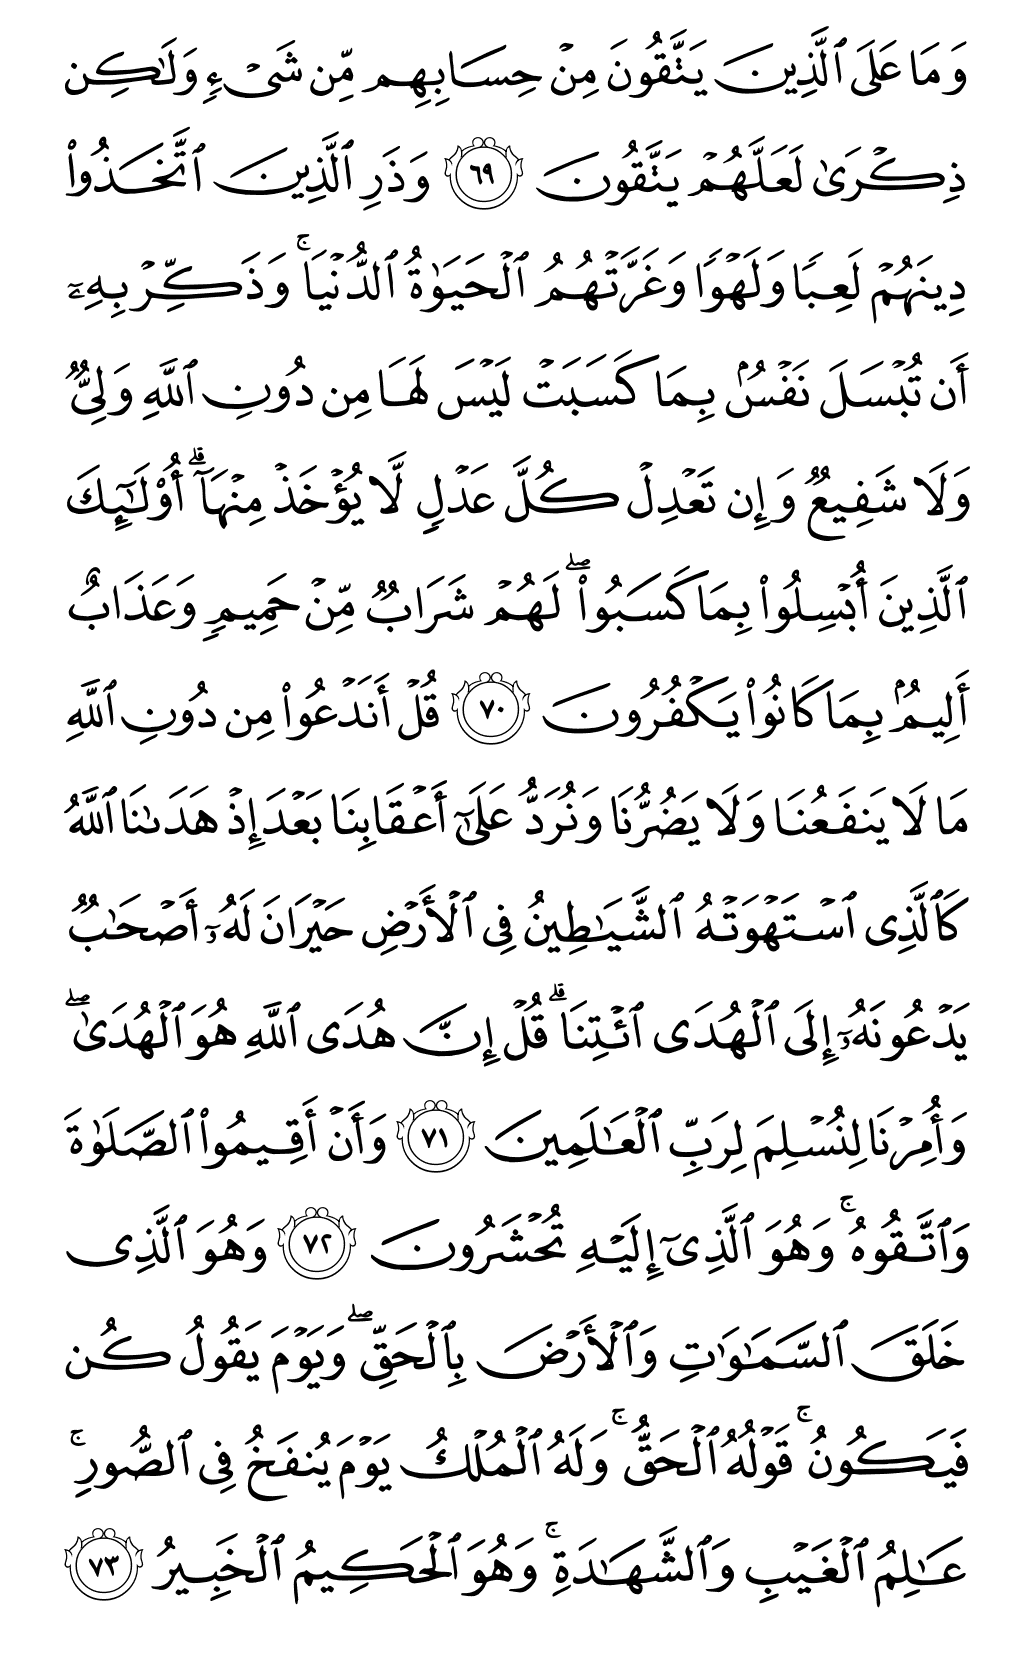 وَمَا عَلَى ٱلَّذِينَ يَتَّقُونَ مِنۡ حِسَابِهِم مِّن شَيۡءٖ وَلَٰكِن
ذِكۡرَىٰ لَعَلَّهُمۡ يَتَّقُونَ ٦٩ وَذَرِ ٱلَّذِينَ ٱتَّخَذُواْ
دِينَهُمۡ لَعِبٗا وَلَهۡوٗا وَغَرَّتۡهُمُ ٱلۡحَيَوٰةُ ٱلدُّنۡيَاۚ وَذَكِّرۡ بِهِۦٓ
أَن تُبۡسَلَ نَفۡسُۢ بِمَا كَسَبَتۡ لَيۡسَ لَهَا مِن دُونِ ٱللَّهِ وَلِيّٞ
وَلَا شَفِيعٞ وَإِن تَعۡدِلۡ كُلَّ عَدۡلٖ لَّا يُؤۡخَذۡ مِنۡهَآۗ أُوْلَٰٓئِكَ
ٱلَّذِينَ أُبۡسِلُواْ بِمَا كَسَبُواْۖ لَهُمۡ شَرَابٞ مِّنۡ حَمِيمٖ وَعَذَابٌ
أَلِيمُۢ بِمَا كَانُواْ يَكۡفُرُونَ ٧٠ قُلۡ أَنَدۡعُواْ مِن دُونِ ٱللَّهِ
مَا لَا يَنفَعُنَا وَلَا يَضُرُّنَا وَنُرَدُّ عَلَىٰٓ أَعۡقَابِنَا بَعۡدَ إِذۡ هَدَىٰنَا ٱللَّهُ
كَٱلَّذِي ٱسۡتَهۡوَتۡهُ ٱلشَّيَٰطِينُ فِي ٱلۡأَرۡضِ حَيۡرَانَ لَهُۥٓ أَصۡحَٰبٞ
يَدۡعُونَهُۥٓ إِلَى ٱلۡهُدَى ٱئۡتِنَاۗ قُلۡ إِنَّ هُدَى ٱللَّهِ هُوَ ٱلۡهُدَىٰۖ
وَأُمِرۡنَا لِنُسۡلِمَ لِرَبِّ ٱلۡعَٰلَمِينَ ٧١ وَأَنۡ أَقِيمُواْ ٱلصَّلَوٰةَ
وَٱتَّقُوهُۚ وَهُوَ ٱلَّذِيٓ إِلَيۡهِ تُحۡشَرُونَ ٧٢ وَهُوَ ٱلَّذِي
خَلَقَ ٱلسَّمَٰوَٰتِ وَٱلۡأَرۡضَ بِٱلۡحَقِّۖ وَيَوۡمَ يَقُولُ كُن
فَيَكُونُۚ قَوۡلُهُ ٱلۡحَقُّۚ وَلَهُ ٱلۡمُلۡكُ يَوۡمَ يُنفَخُ فِي ٱلصُّورِۚ
عَٰلِمُ ٱلۡغَيۡبِ وَٱلشَّهَٰدَةِۚ وَهُوَ ٱلۡحَكِيمُ ٱلۡخَبِيرُ ٧٣